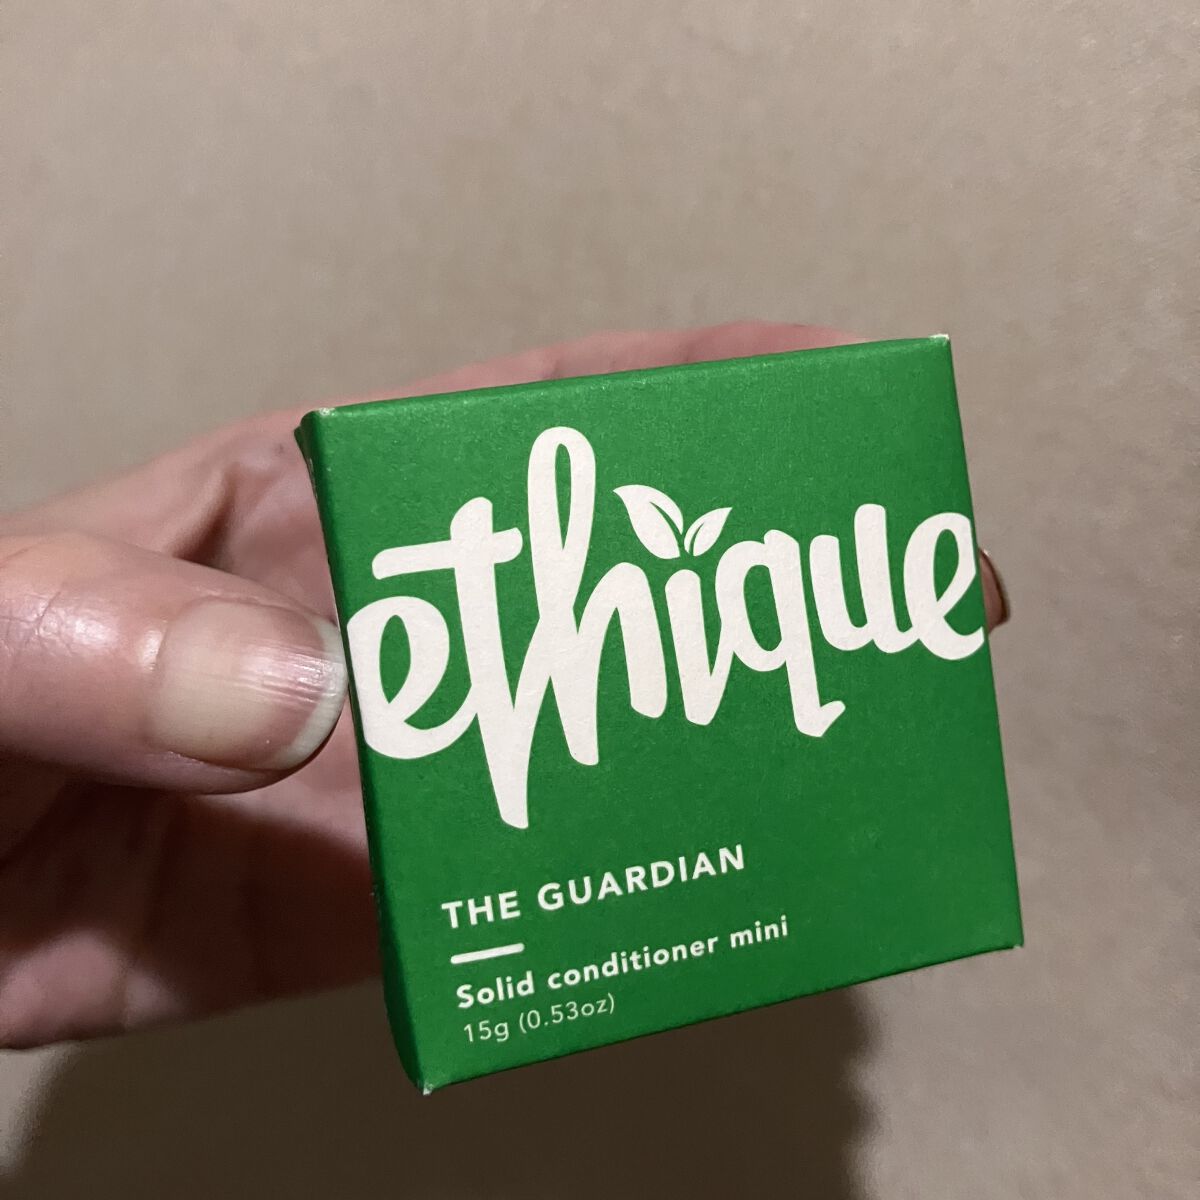 ethique
THE GUARDIAN
Solid conditioner mini
15g (0.53oz)